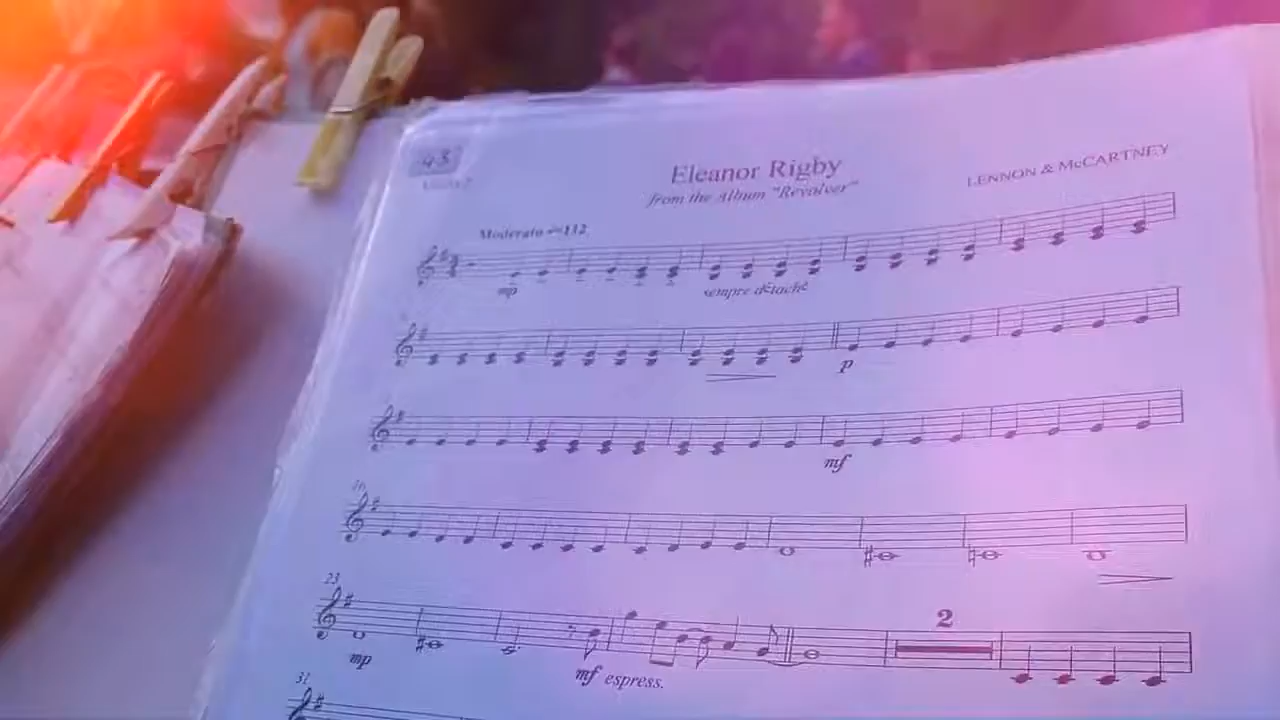 43
Eleanor Rigby
from the Album "Revolver"
LENNON & McCARTNEY
Moderato ♩=132
mp
sempre détaché
p
mf
16
23
2
mp
mf espress.
31